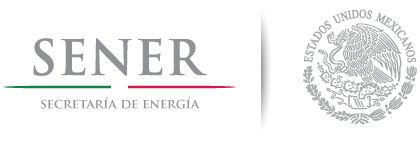 SENER
SECRETARÍA DE ENERGÍA
ESTADOS UNIDOS MEXICANOS